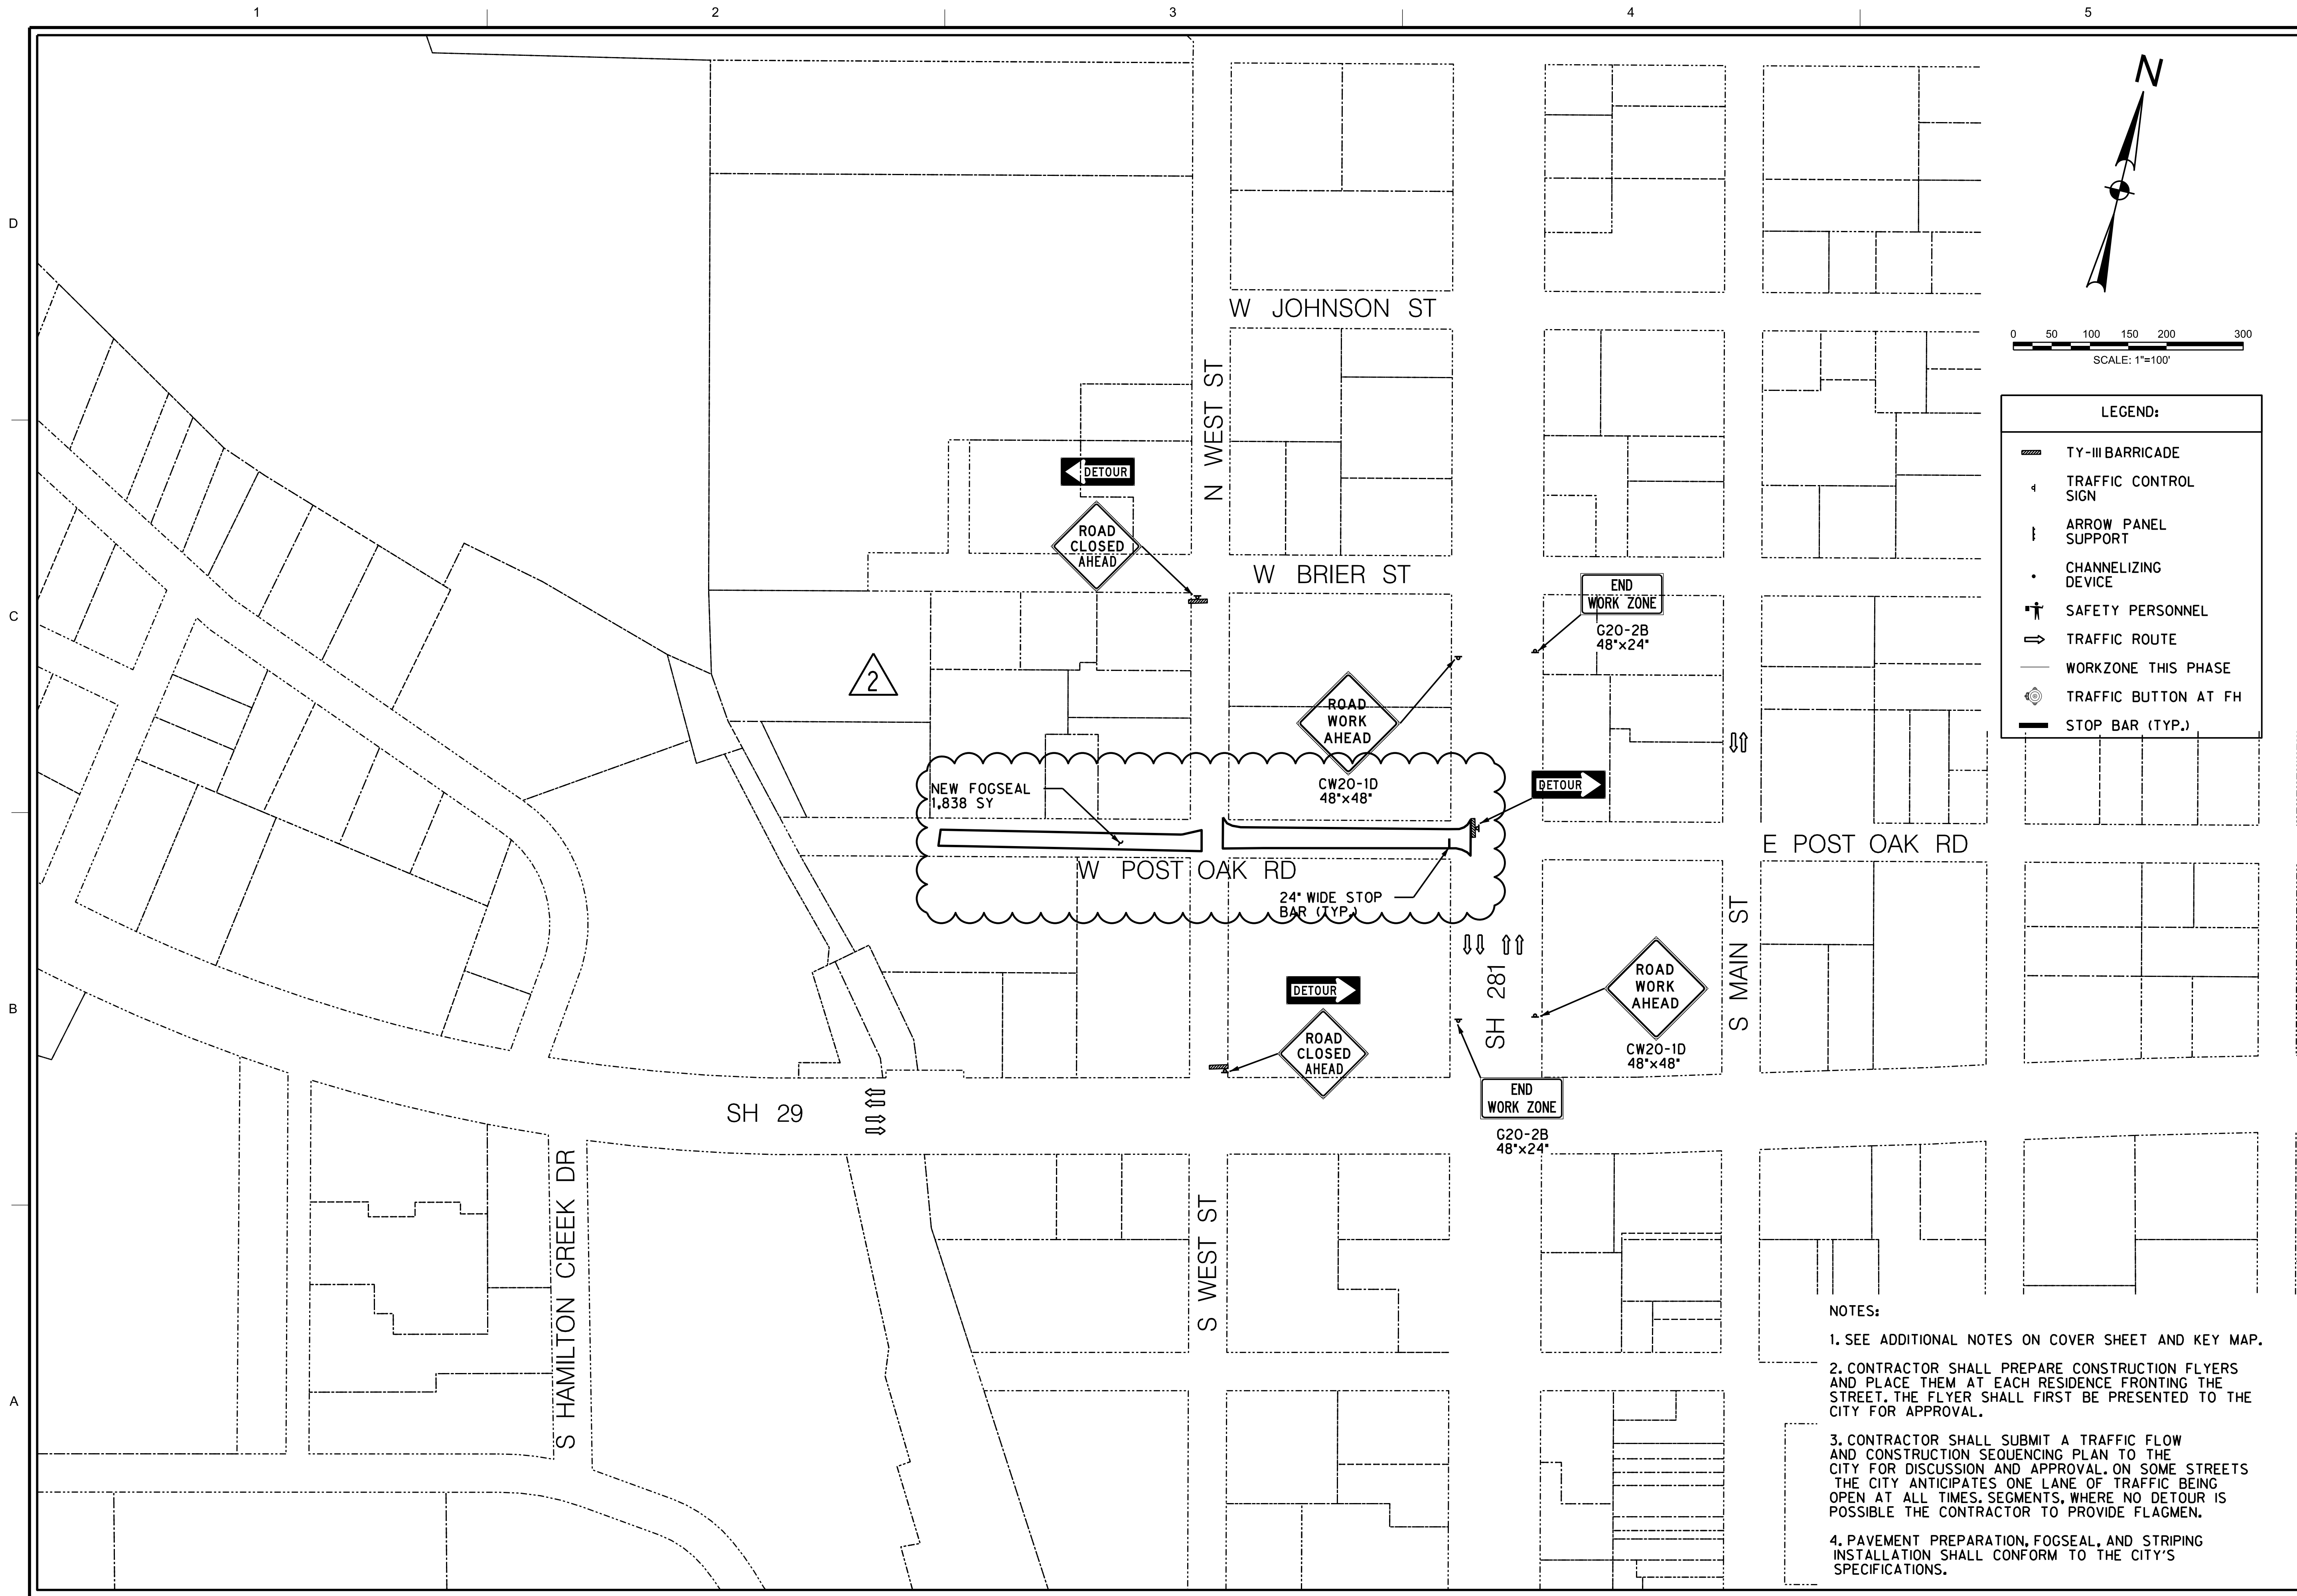 1 2 3 4 5
D
C
B
A
N
0 50 100 150 200 300
SCALE: 1"=100'
LEGEND:
TY-III BARRICADE
TRAFFIC CONTROL
SIGN
ARROW PANEL
SUPPORT
CHANNELIZING
DEVICE
SAFETY PERSONNEL
TRAFFIC ROUTE
WORKZONE THIS PHASE
TRAFFIC BUTTON AT FH
STOP BAR (TYP.)
W JOHNSON ST
N WEST ST
DETOUR
ROAD
CLOSED
AHEAD
W BRIER ST
END
WORK ZONE
G20-2B
48"x24"
2
ROAD
WORK
AHEAD
CW20-1D
48"x48"
NEW FOGSEAL
1,838 SY
DETOUR
W POST OAK RD
E POST OAK RD
24" WIDE STOP
BAR (TYP.)
SH 281
S MAIN ST
DETOUR
ROAD
CLOSED
AHEAD
ROAD
WORK
AHEAD
CW20-1D
48"x48"
END
WORK ZONE
G20-2B
48"x24"
SH 29
S HAMILTON CREEK DR
S WEST ST
NOTES:
1. SEE ADDITIONAL NOTES ON COVER SHEET AND KEY MAP.
2. CONTRACTOR SHALL PREPARE CONSTRUCTION FLYERS
AND PLACE THEM AT EACH RESIDENCE FRONTING THE
STREET. THE FLYER SHALL FIRST BE PRESENTED TO THE
CITY FOR APPROVAL.
3. CONTRACTOR SHALL SUBMIT A TRAFFIC FLOW
AND CONSTRUCTION SEQUENCING PLAN TO THE
CITY FOR DISCUSSION AND APPROVAL. ON SOME STREETS
THE CITY ANTICIPATES ONE LANE OF TRAFFIC BEING
OPEN AT ALL TIMES. SEGMENTS, WHERE NO DETOUR IS
POSSIBLE THE CONTRACTOR TO PROVIDE FLAGMEN.
4. PAVEMENT PREPARATION, FOGSEAL, AND STRIPING
INSTALLATION SHALL CONFORM TO THE CITY'S
SPECIFICATIONS.